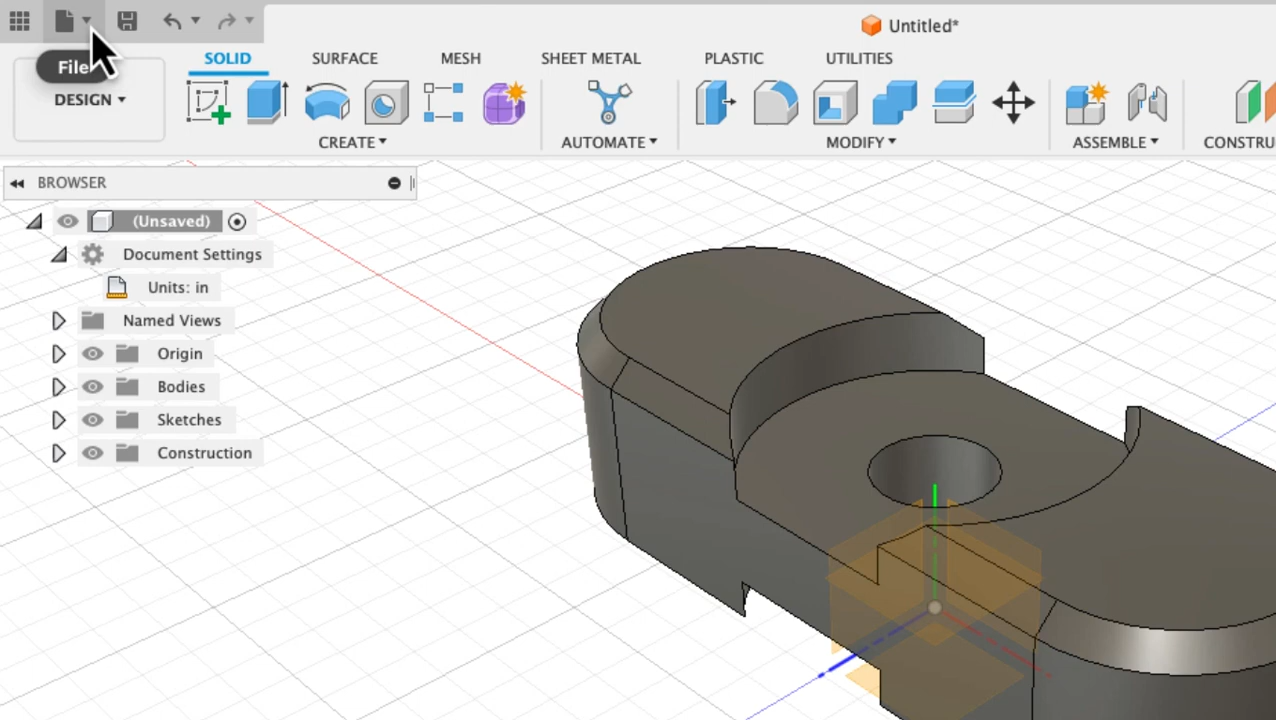 Untitled*
File
DESIGN
SOLID
SURFACE
MESH
SHEET METAL
PLASTIC
UTILITIES
CREATE
AUTOMATE
MODIFY
ASSEMBLE
CONSTRU
BROWSER
(Unsaved)
Document Settings
Units: in
Named Views
Origin
Bodies
Sketches
Construction